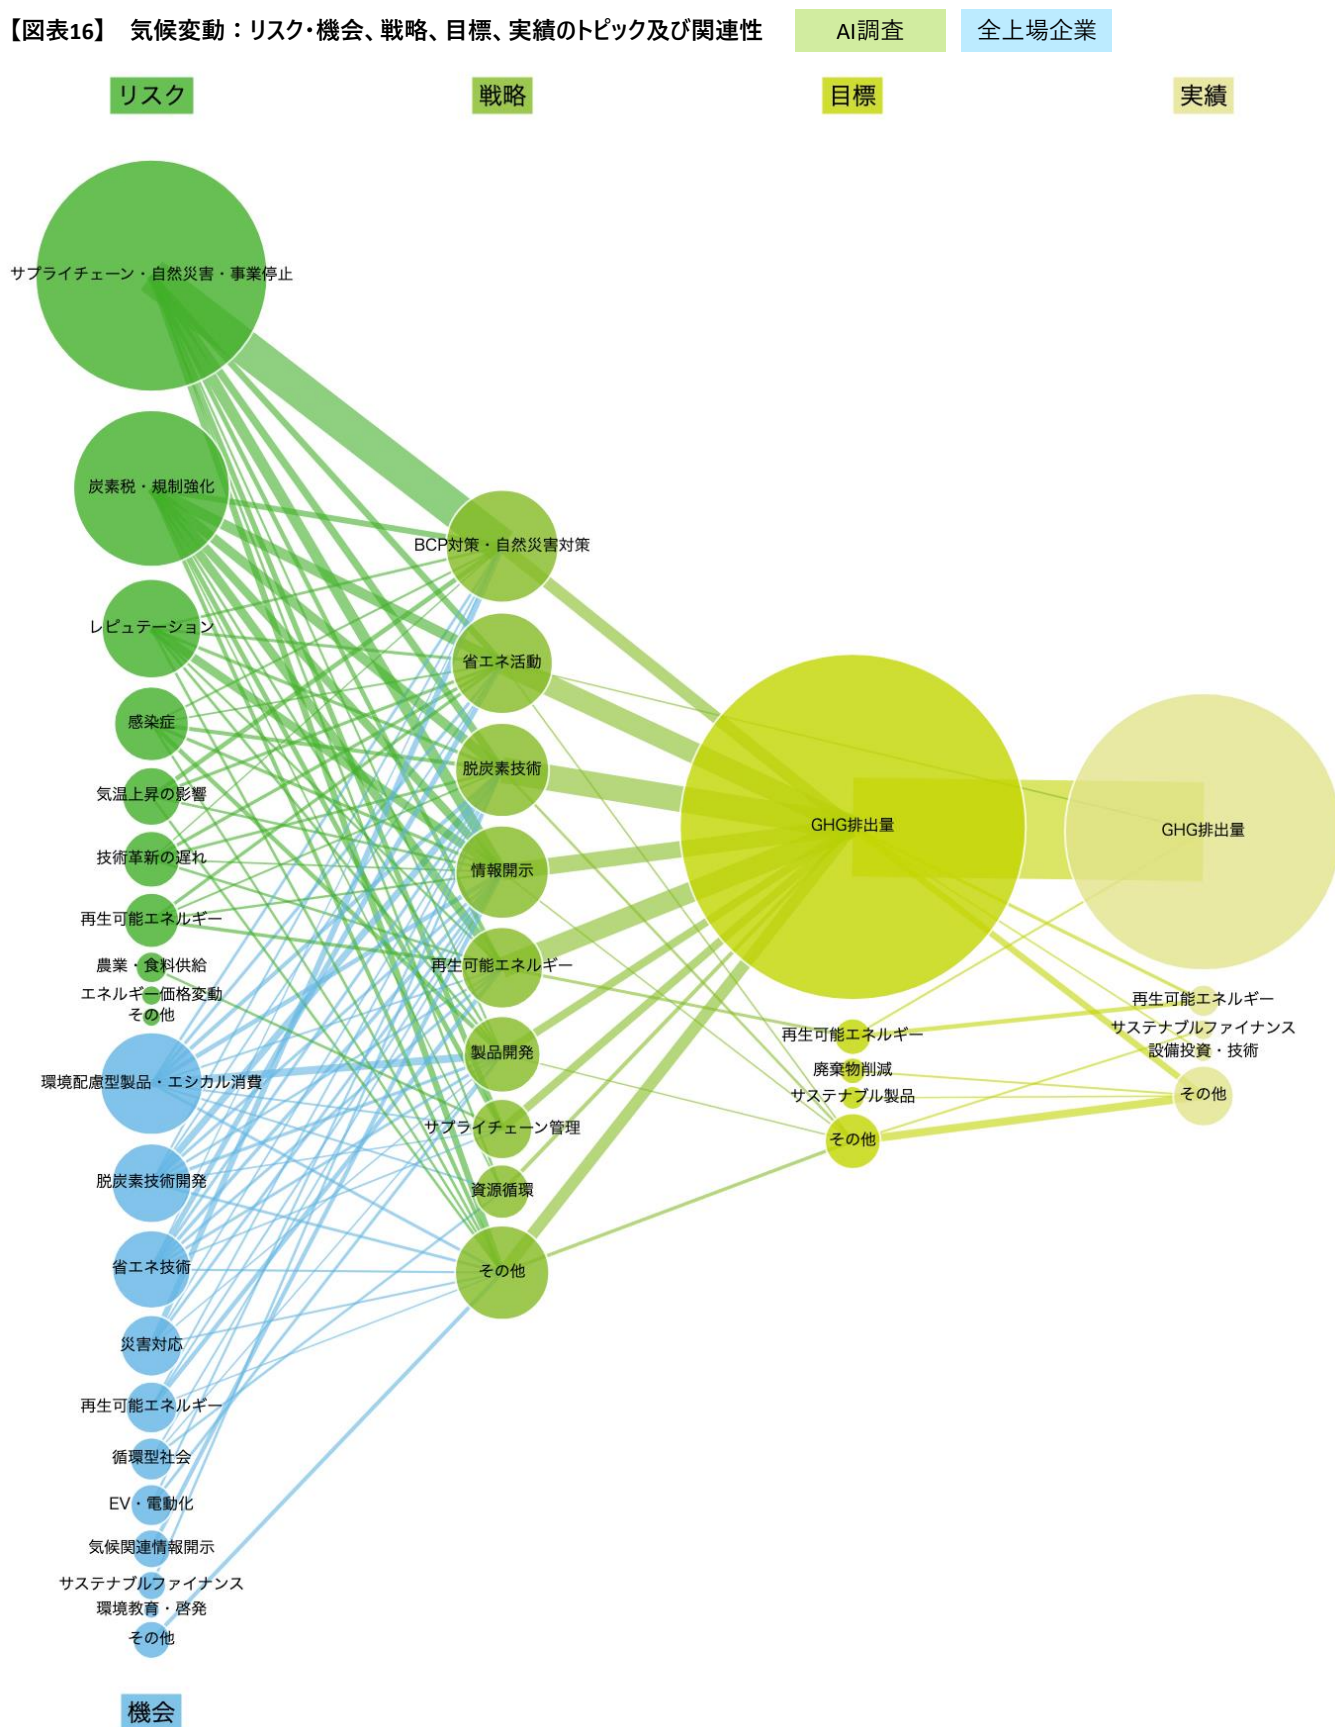 【図表16】 気候変動：リスク・機会、戦略、目標、実績のトピック及び関連性
AI調査
全上場企業
リスク
戦略
目標
実績
サプライチェーン・自然災害・事業停止
炭素税・規制強化
レピュテーション
感染症
気温上昇の影響
技術革新の遅れ
再生可能エネルギー
農業・食料供給
エネルギー価格変動
その他
環境配慮型製品・エシカル消費
脱炭素技術開発
省エネ技術
災害対応
再生可能エネルギー
循環型社会
EV・電動化
気候関連情報開示
サステナブルファイナンス
環境教育・啓発
その他
機会
BCP対策・自然災害対策
省エネ活動
脱炭素技術
情報開示
再生可能エネルギー
製品開発
サプライチェーン管理
資源循環
その他
GHG排出量
再生可能エネルギー
廃棄物削減
サステナブル製品
その他
GHG排出量
再生可能エネルギー
サステナブルファイナンス
設備投資・技術
その他